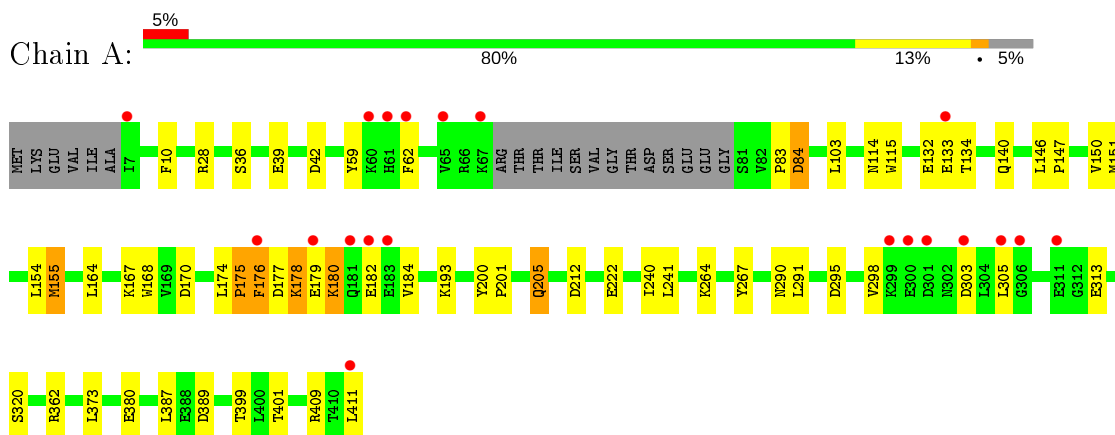 5%
Chain A:
80% 13% • 5%
MET LYS GLU VAL ILE ALA I7 F10 R28 S36 E39 D42 Y59 K60 H61 F62 V65 R66 K67 ARG THR THR ILE SER VAL GLY THR ASP SER GLU GLU GLY S81 V82 P83 D84 L103 N114 W115 E132 E133 T134 Q140 L146 P147 V150 M151
L154 M155 L164 K167 W168 V169 D170 L174 P175 F176 D177 K178 E179 K180 Q181 E182 E183 V184 K193 Y200 P201 Q205 D212 E222 I240 L241 K264 Y267 N290 L291 D295 V298 K299 E300 D301 N302 D303 L304 L305 G306 E311 G312 E313
S320 R362 L373 E380 L387 E388 D389 T399 L400 T401 R409 T410 L411